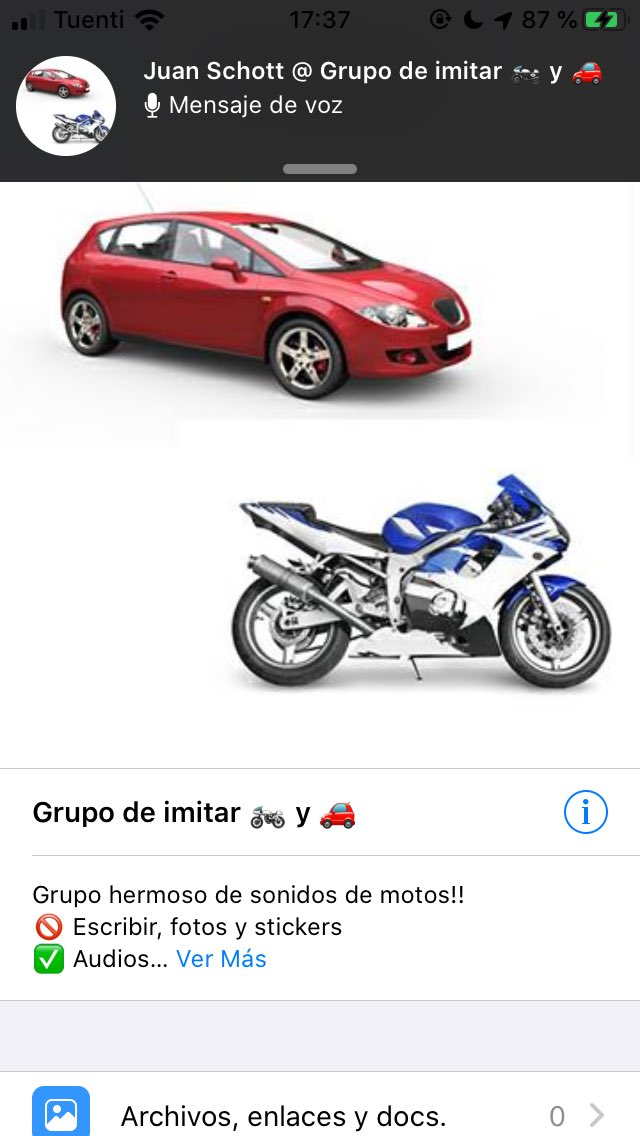 Tuenti 17:37 87 %
Juan Schott @ Grupo de imitar 🏍 y 🚗
Mensaje de voz
Grupo de imitar 🏍 y 🚗
Grupo hermoso de sonidos de motos!!
🚫 Escribir, fotos y stickers
✅ Audios... Ver Más
Archivos, enlaces y docs. 0